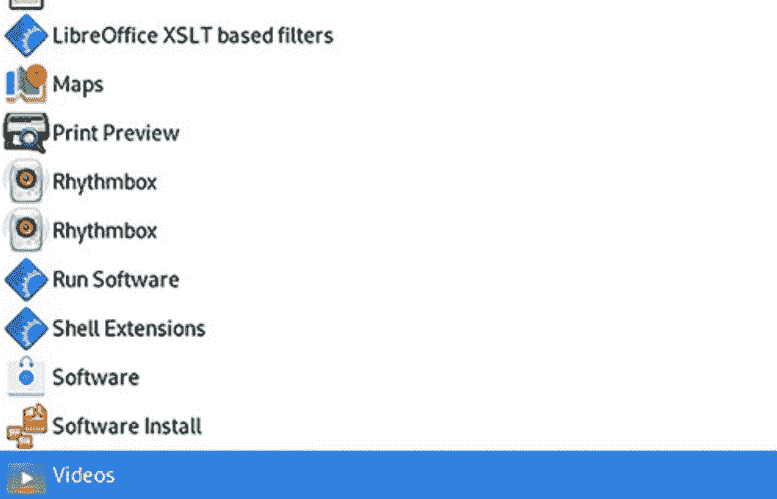 LibreOffice XSLT based filters
Maps
Print Preview
Rhythmbox
Rhythmbox
Run Software
Shell Extensions
Software
Software Install
Videos